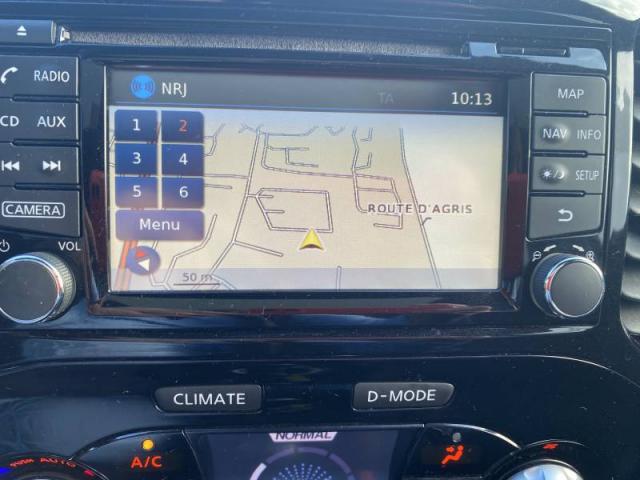 RADIO
NRJ
TA
10:13
MAP
CD AUX
1 2
NAV INFO
3 4
SETUP
5 6
CAMERA
ROUTE D'AGRIS
Menu
VOL
50 m
CLIMATE
D-MODE
NORMAL
A/C
AUTO